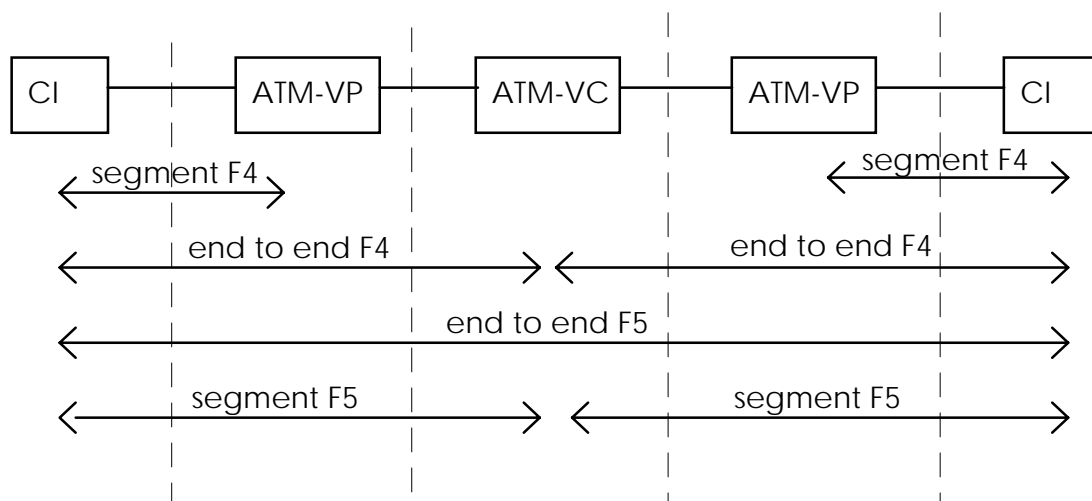 CI
ATM-VP
ATM-VC
ATM-VP
CI
segment F4
segment F4
end to end F4
end to end F4
end to end F5
segment F5
segment F5